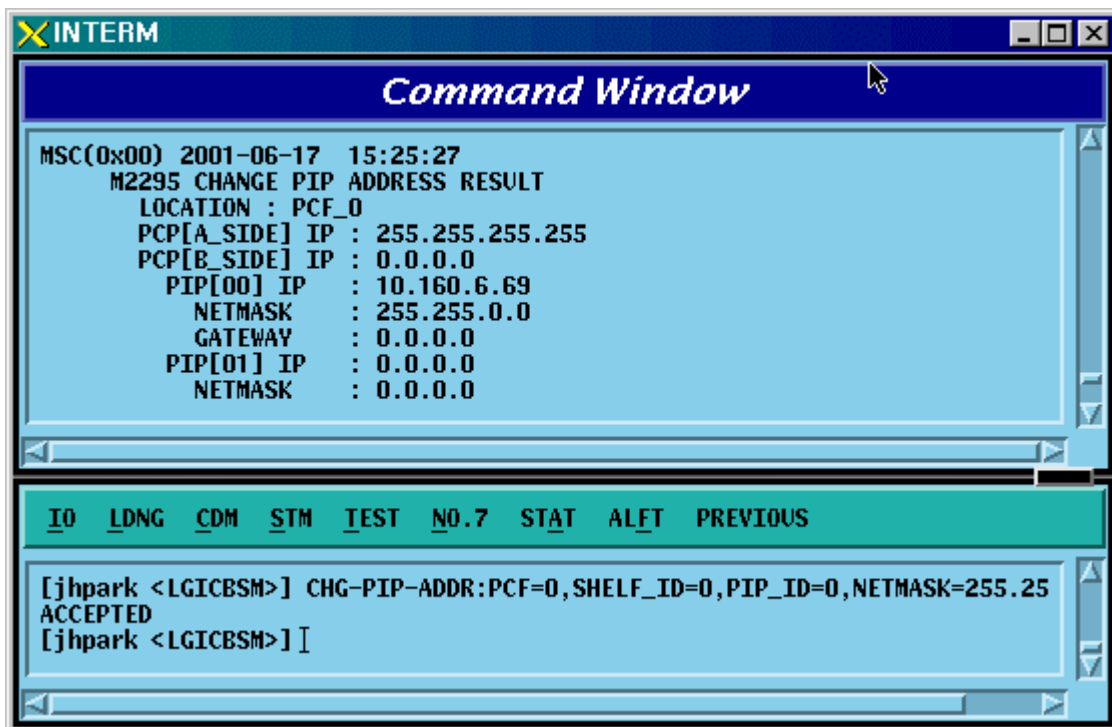 INTERM
Command Window
MSC(0x00) 2001-06-17 15:25:27
M2295 CHANGE PIP ADDRESS RESULT
LOCATION : PCF_0
PCP[A_SIDE] IP : 255.255.255.255
PCP[B_SIDE] IP : 0.0.0.0
PIP[00] IP : 10.160.6.69
NETMASK : 255.255.0.0
GATEWAY : 0.0.0.0
PIP[01] IP : 0.0.0.0
NETMASK : 0.0.0.0
IO LDNG CDM STM TEST NO.7 STAT ALFT PREVIOUS
[jhpark <LGICBSM>] CHG-PIP-ADDR:PCF=0,SHELF_ID=0,PIP_ID=0,NETMASK=255.25
ACCEPTED
[jhpark <LGICBSM>]